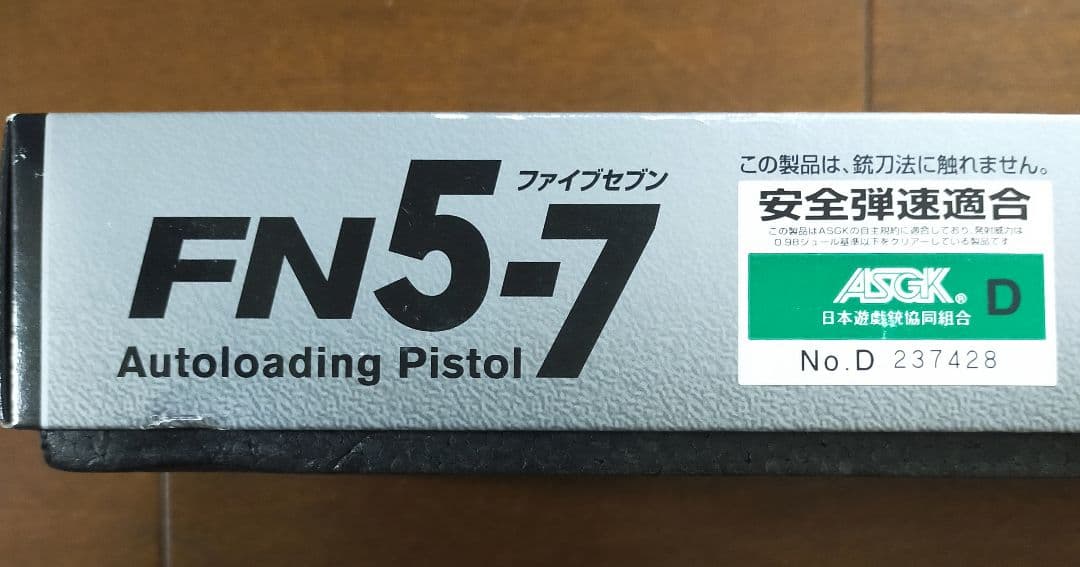 FN5-7
ファイブセブン
Autoloading Pistol
この製品は、銃刀法に触れません。
安全弾速適合
この製品はASGKの自主規約に適合しており、発射威力は
0.98ジュール基準以下をクリアーしている製品です
ASGK® D
日本遊戯銃協同組合
No.D 237428